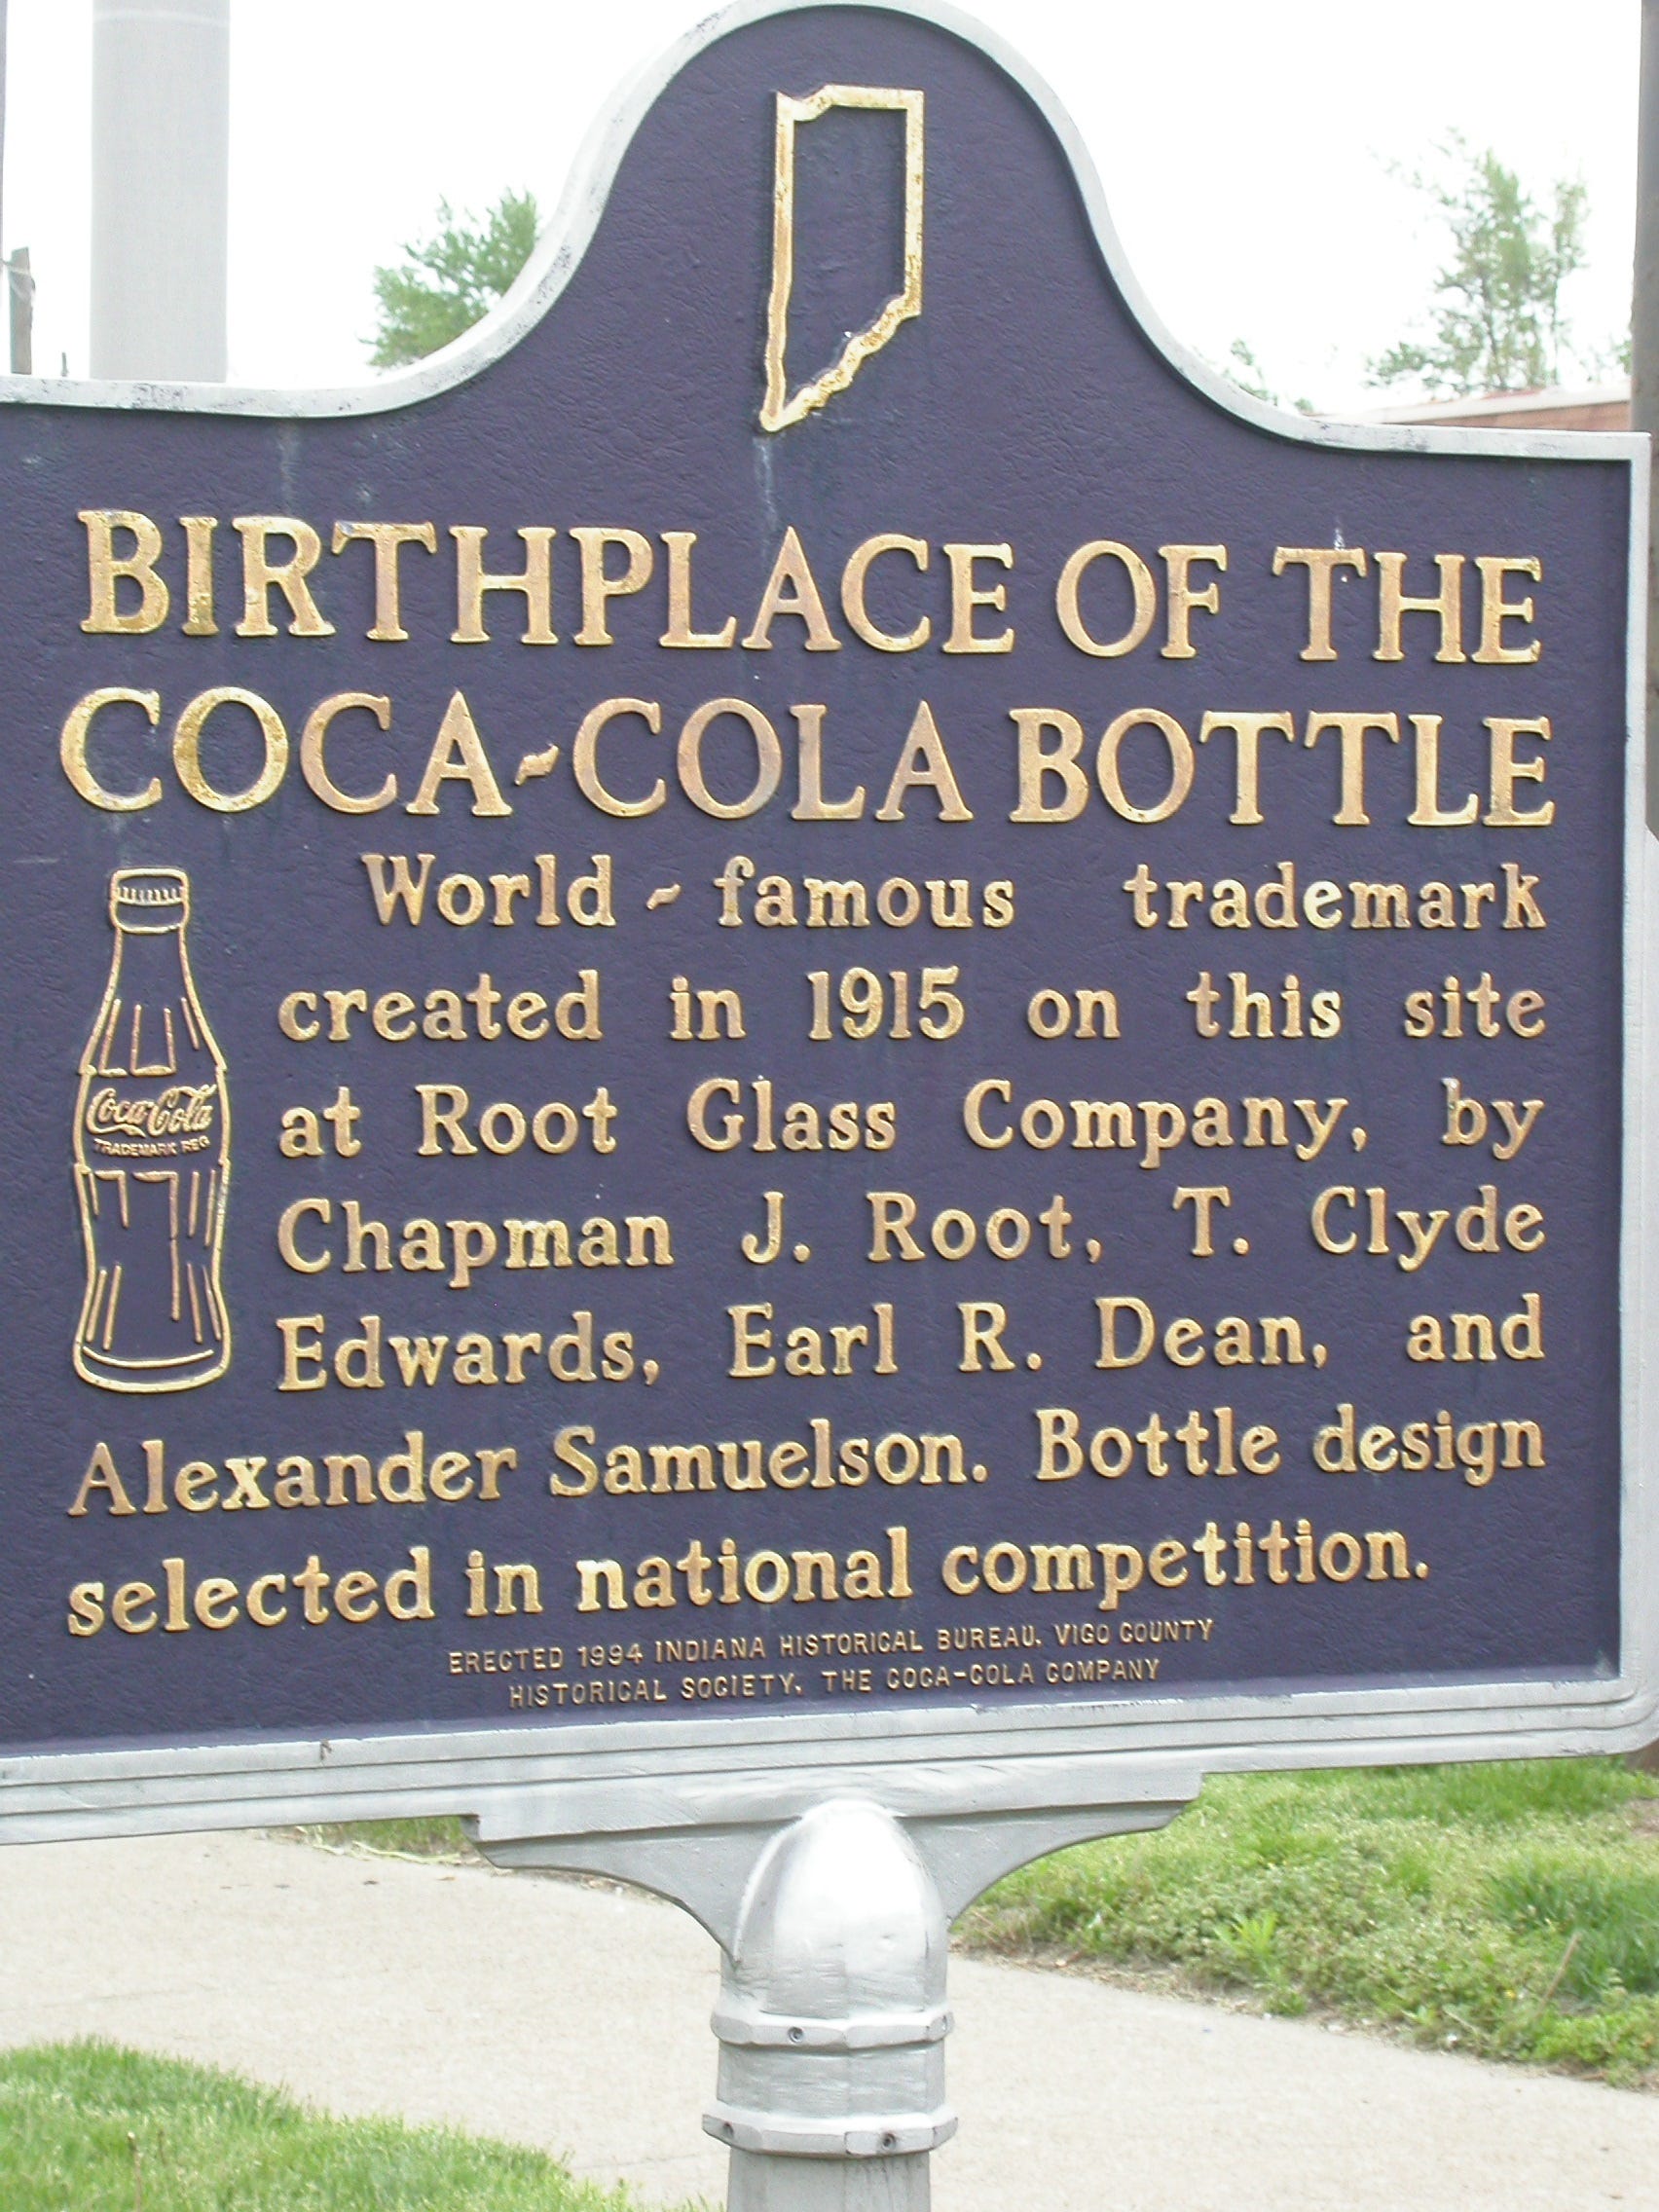 BIRTHPLACE OF THE
COCA-COLA BOTTLE
World-famous trademark
created in 1915 on this site
at Root Glass Company, by
Chapman J. Root, T. Clyde
Edwards, Earl R. Dean, and
Alexander Samuelson. Bottle design
selected in national competition.
Coca-Cola
TRADEMARK REG
ERECTED 1994 INDIANA HISTORICAL BUREAU, VIGO COUNTY
HISTORICAL SOCIETY, THE COCA-COLA COMPANY